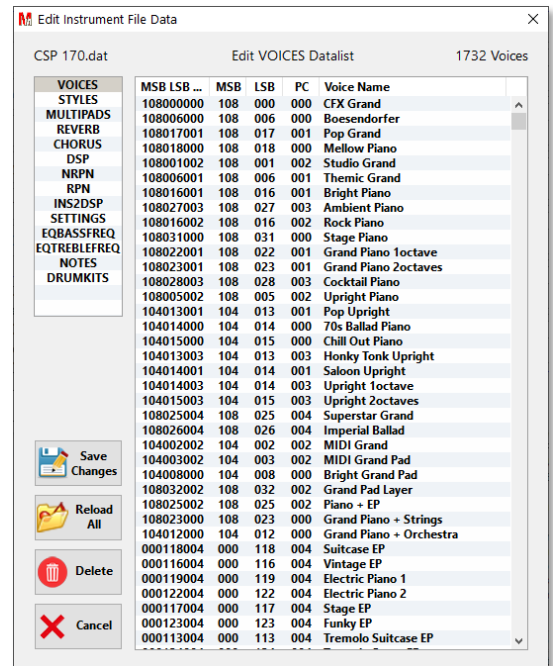 Edit Instrument File Data
CSP 170.dat Edit VOICES Datalist 1732 Voices
VOICES
STYLES
MULTIPADS
REVERB
CHORUS
DSP
NRPN
RPN
INS2DSP
SETTINGS
EQBASSFREQ
EQTREBLEFREQ
NOTES
DRUMKITS
Save
Changes
Reload
All
Delete
Cancel
MSB LSB ... MSB LSB PC Voice Name
108000000 108 000 000 CFX Grand
108006000 108 006 000 Boesendorfer
108017001 108 017 001 Pop Grand
108018000 108 018 000 Mellow Piano
108001002 108 001 002 Studio Grand
108006001 108 006 001 Themic Grand
108016001 108 016 001 Bright Piano
108027003 108 027 003 Ambient Piano
108016002 108 016 002 Rock Piano
108031000 108 031 000 Stage Piano
108022001 108 022 001 Grand Piano 1octave
108023001 108 023 001 Grand Piano 2octaves
108028003 108 028 003 Cocktail Piano
108005002 108 005 002 Upright Piano
104013001 104 013 001 Pop Upright
104014000 104 014 000 70s Ballad Piano
104015000 104 015 000 Chill Out Piano
104013003 104 013 003 Honky Tonk Upright
104014001 104 014 001 Saloon Upright
104014003 104 014 003 Upright 1octave
104015003 104 015 003 Upright 2octaves
108025004 108 025 004 Superstar Grand
108026004 108 026 004 Imperial Ballad
104002002 104 002 002 MIDI Grand
104003002 104 003 002 MIDI Grand Pad
104008000 104 008 000 Bright Grand Pad
108032002 108 032 002 Grand Pad Layer
108025002 108 025 002 Piano + EP
108023000 108 023 000 Grand Piano + Strings
104012000 104 012 000 Grand Piano + Orchestra
000118004 000 118 004 Suitcase EP
000116004 000 116 004 Vintage EP
000119004 000 119 004 Electric Piano 1
000122004 000 122 004 Electric Piano 2
000117004 000 117 004 Stage EP
000123004 000 123 004 Funky EP
000113004 000 113 004 Tremolo Suitcase EP